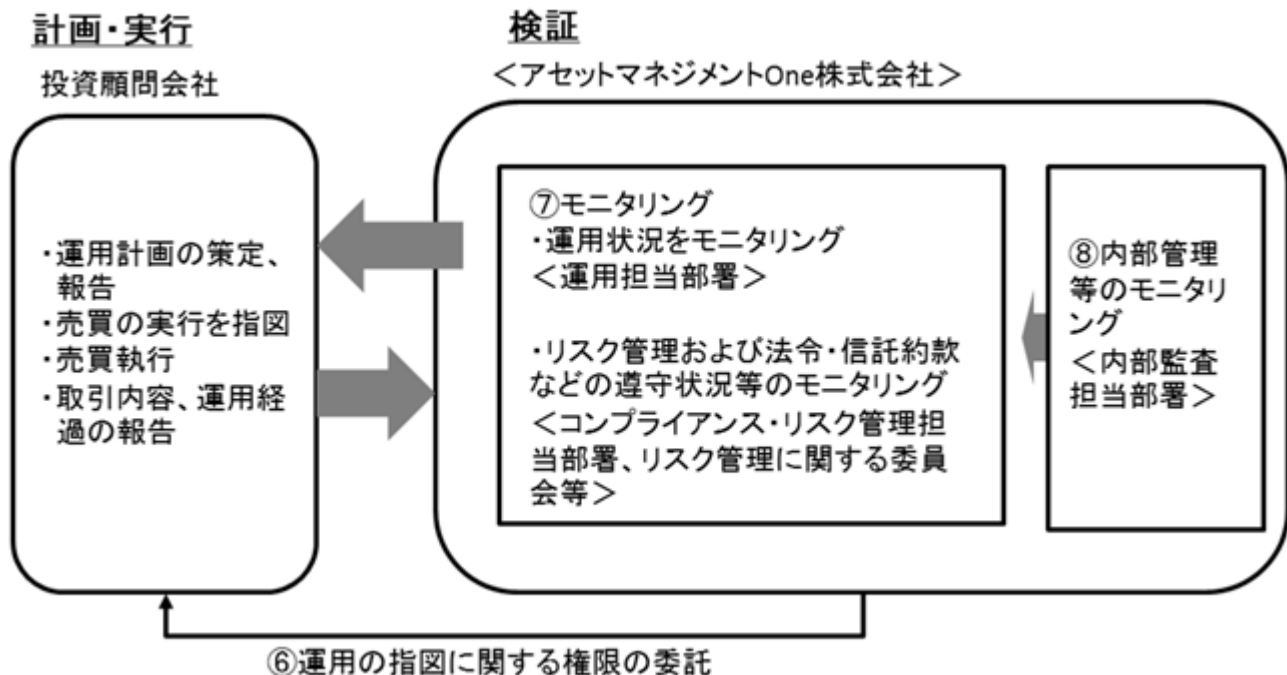 計画・実行
投資顧問会社
・運用計画の策定、
報告
・売買の実行を指図
・売買執行
・取引内容、運用経
過の報告
検証
＜アセットマネジメントOne株式会社＞
⑦モニタリング
・運用状況をモニタリング
＜運用担当部署＞
・リスク管理および法令・信託約款
などの遵守状況等のモニタリング
＜コンプライアンス・リスク管理担
当部署、リスク管理に関する委員
会等＞
⑧内部管理
等のモニタリ
ング
＜内部監査
担当部署＞
⑥運用の指図に関する権限の委託